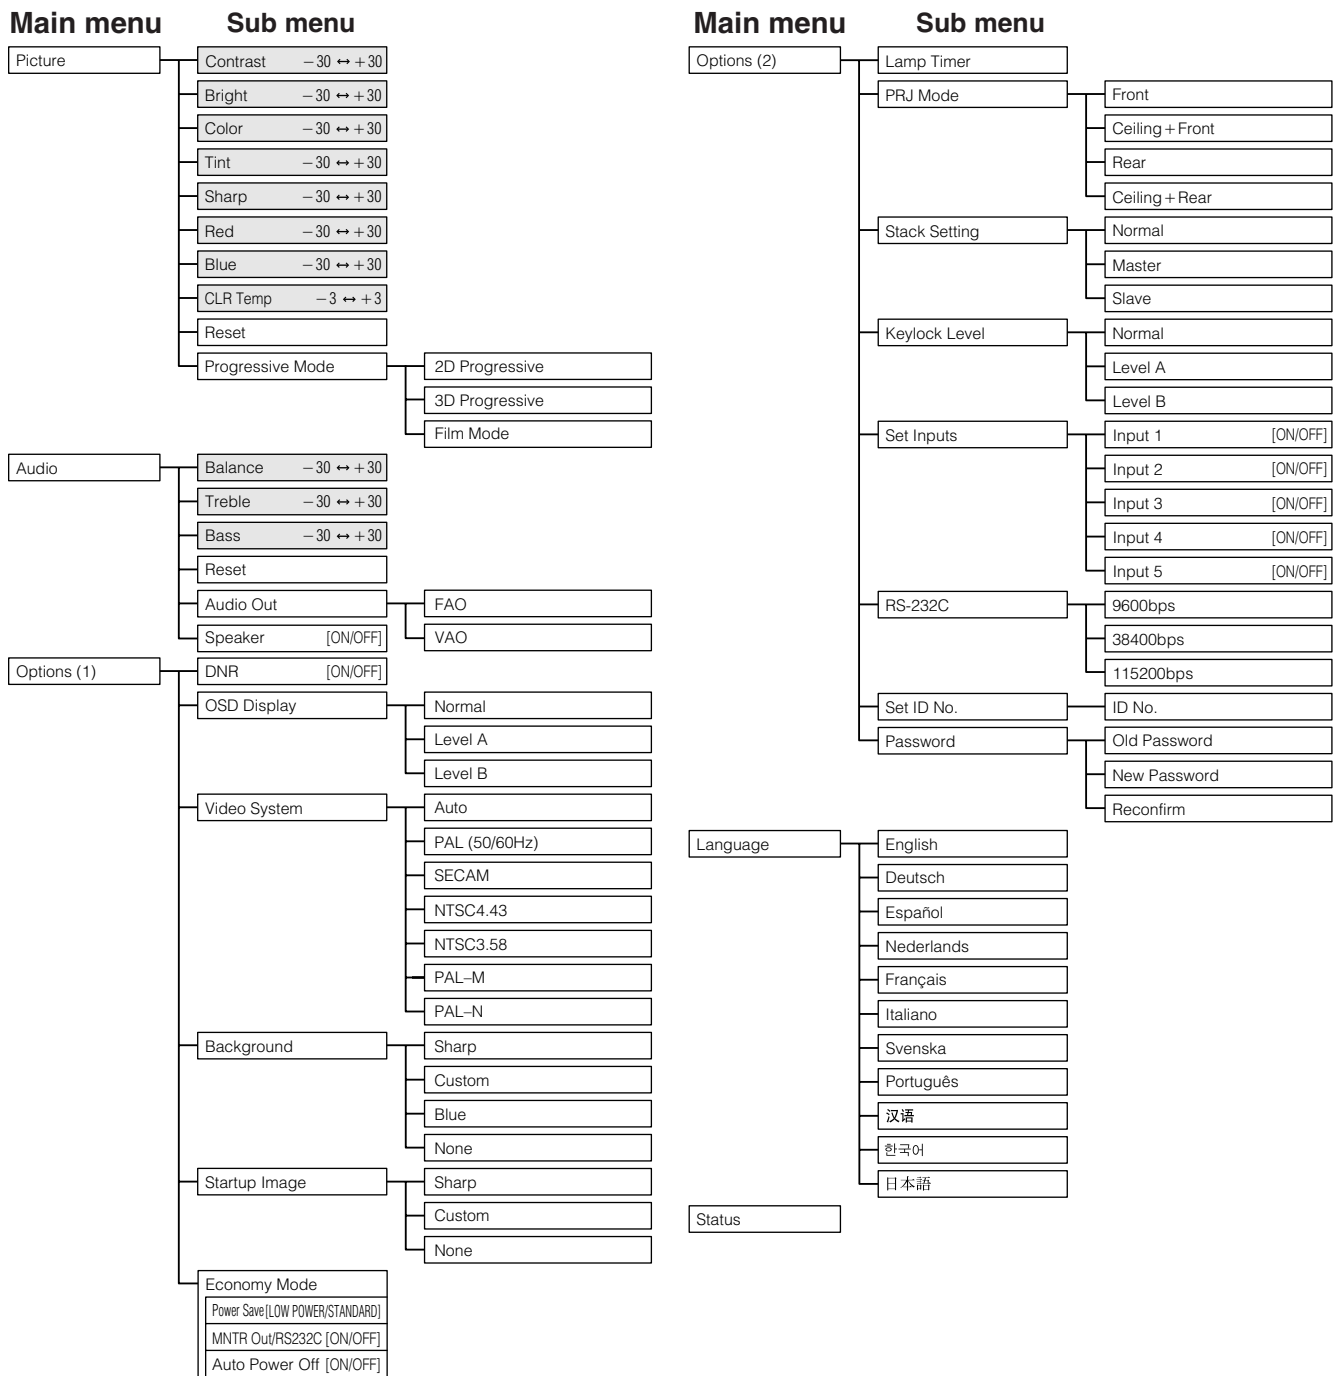 Main menu Sub menu
Picture
Contrast −30 ↔ +30
Bright −30 ↔ +30
Color −30 ↔ +30
Tint −30 ↔ +30
Sharp −30 ↔ +30
Red −30 ↔ +30
Blue −30 ↔ +30
CLR Temp −3 ↔ +3
Reset
Progressive Mode
2D Progressive
3D Progressive
Film Mode
Audio
Balance −30 ↔ +30
Treble −30 ↔ +30
Bass −30 ↔ +30
Reset
Audio Out
FAO
VAO
Speaker [ON/OFF]
Options (1)
DNR [ON/OFF]
OSD Display
Normal
Level A
Level B
Video System
Auto
PAL (50/60Hz)
SECAM
NTSC4.43
NTSC3.58
PAL–M
PAL–N
Background
Sharp
Custom
Blue
None
Startup Image
Sharp
Custom
None
Economy Mode
Power Save [LOW POWER/STANDARD]
MNTR Out/RS232C [ON/OFF]
Auto Power Off [ON/OFF]
Main menu Sub menu
Options (2)
Lamp Timer
PRJ Mode
Front
Ceiling+Front
Rear
Ceiling+Rear
Stack Setting
Normal
Master
Slave
Keylock Level
Normal
Level A
Level B
Set Inputs
Input 1 [ON/OFF]
Input 2 [ON/OFF]
Input 3 [ON/OFF]
Input 4 [ON/OFF]
Input 5 [ON/OFF]
RS-232C
9600bps
38400bps
115200bps
Set ID No.
ID No.
Password
Old Password
New Password
Reconfirm
Language
English
Deutsch
Español
Nederlands
Français
Italiano
Svenska
Português
汉语
한국어
日本語
Status